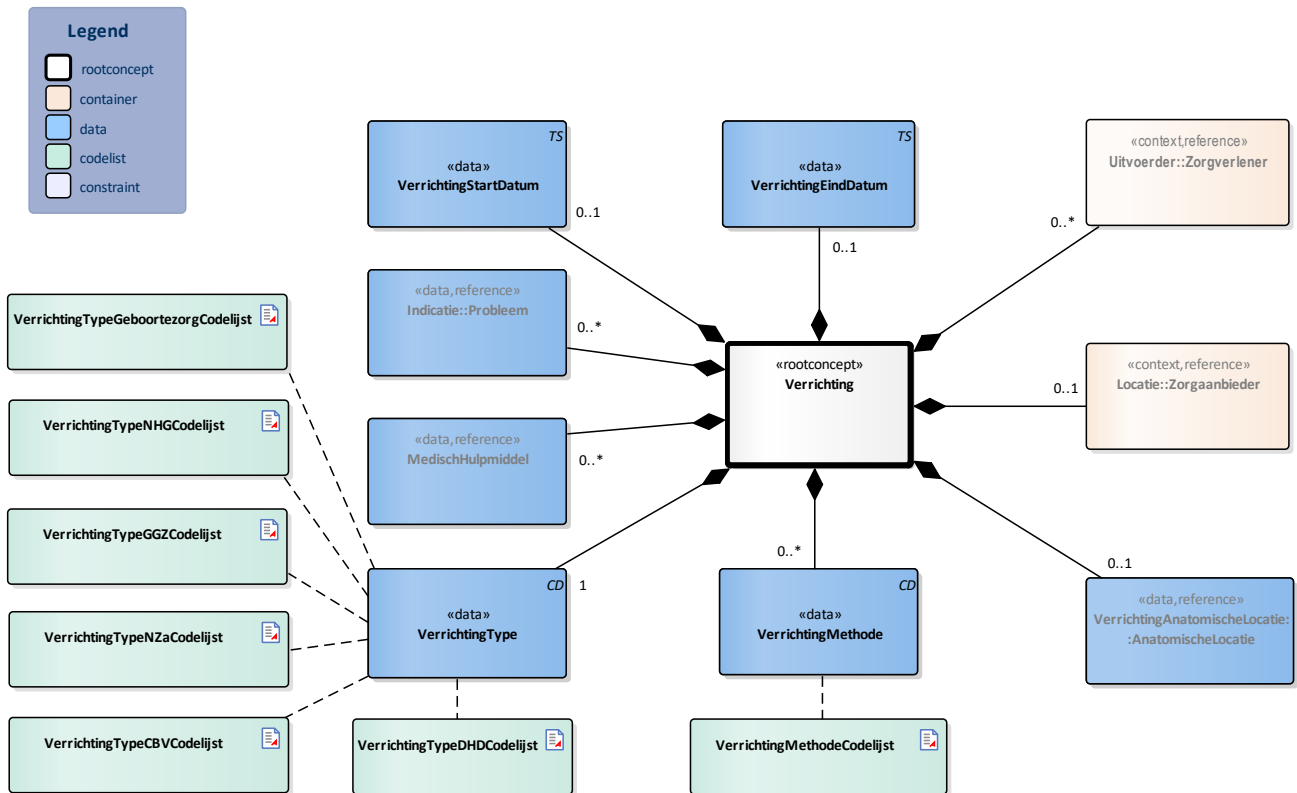 Legend
rootconcept
container
data
codelist
constraint
TS
«data»
VerrichtingStartDatum
0..1
TS
«data»
VerrichtingEindDatum
0..1
«context,reference»
Uitvoerder::Zorgverlener
0..*
«data,reference»
Indicatie::Probleem
0..*
VerrichtingTypeGeboortezorgCodelijst
«rootconcept»
Verrichting
«context,reference»
Locatie::Zorgaanbieder
0..1
VerrichtingTypeNHGCodelijst
«data,reference»
MedischHulpmiddel
0..*
VerrichtingTypeGGZCodelijst
CD
«data»
VerrichtingType
1
CD
«data»
VerrichtingMethode
0..*
0..1
«data,reference»
VerrichtingAnatomischeLocatie:
:AnatomischeLocatie
VerrichtingTypeNZaCodelijst
VerrichtingTypeCBVCodelijst
VerrichtingTypeDHDCodelijst
VerrichtingMethodeCodelijst